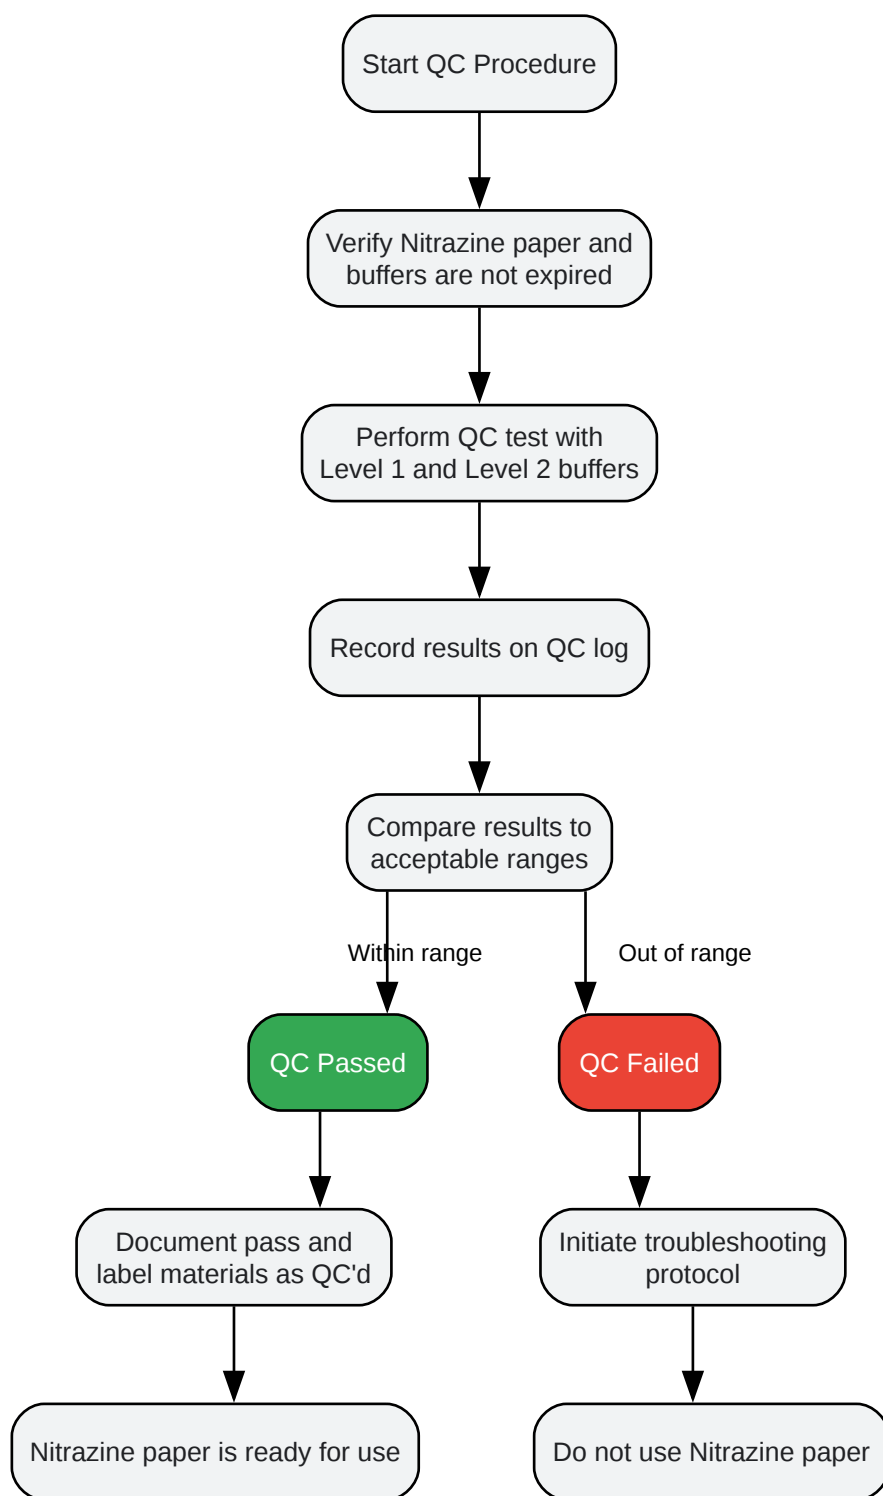 Start QC Procedure
Verify Nitrazine paper and
buffers are not expired
Perform QC test with
Level 1 and Level 2 buffers
Record results on QC log
Compare results to
acceptable ranges
Within range
Out of range
QC Passed
QC Failed
Document pass and
label materials as QC'd
Initiate troubleshooting
protocol
Nitrazine paper is ready for use
Do not use Nitrazine paper